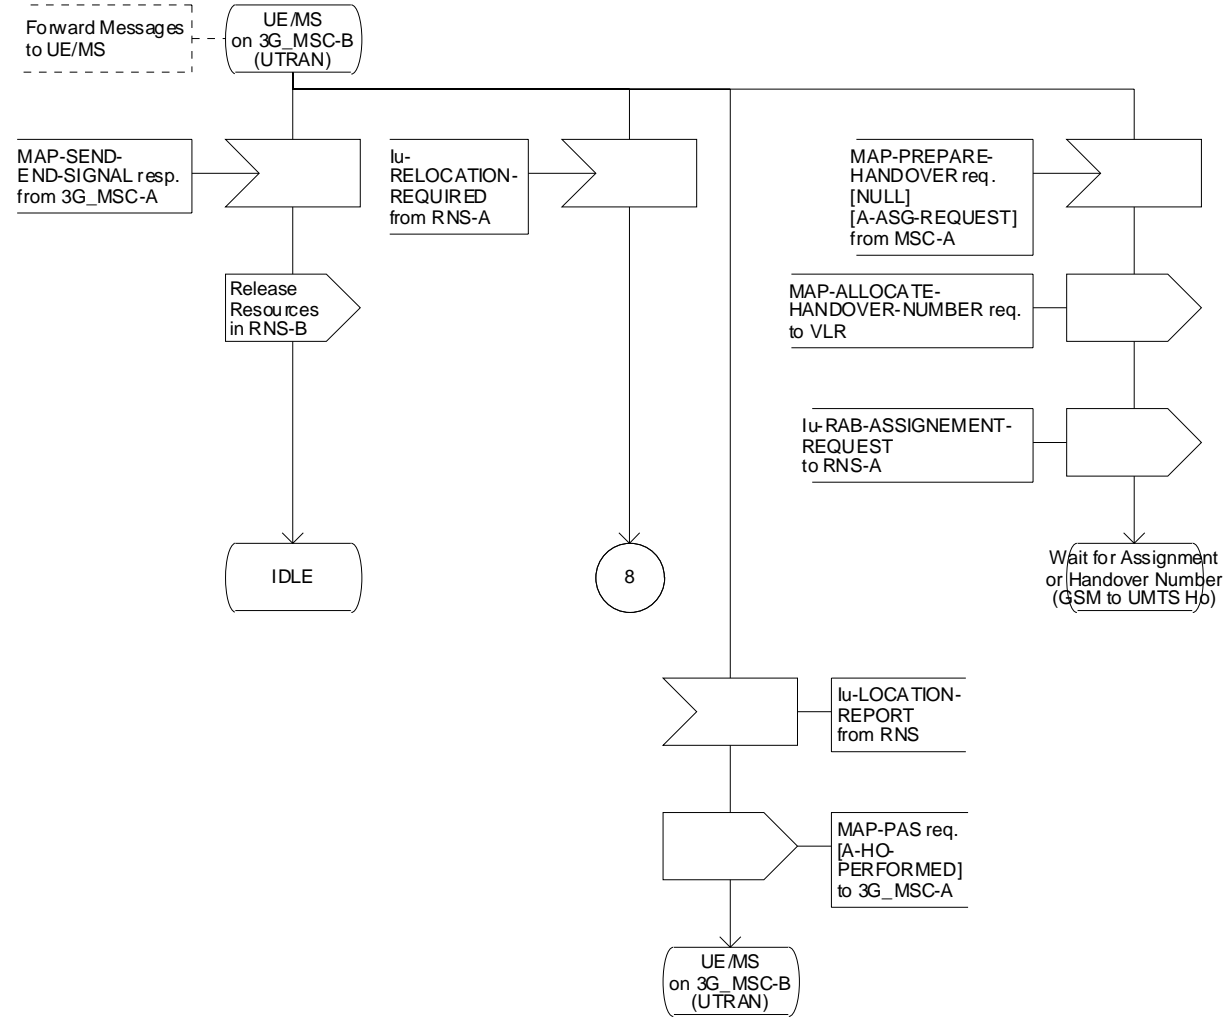 Forward Messages
to UE/MS
UE/MS
on 3G_MSC-B
(UTRAN)
MAP-SEND-
END-SIGNAL resp.
from 3G_MSC-A
Iu-
RELOCATION-
REQUIRED
from RNS-A
MAP-PREPARE-
HANDOVER req.
[NULL]
[A-ASG-REQUEST]
from MSC-A
Release
Resources
in RNS-B
MAP-ALLOCATE-
HANDOVER-NUMBER req.
to VLR
Iu-RAB-ASSIGNEMENT-
REQUEST
to RNS-A
IDLE
8
Wait for Assignment
or Handover Number
(GSM to UMTS Ho)
Iu-LOCATION-
REPORT
from RNS
MAP-PAS req.
[A-HO-
PERFORMED]
to 3G_MSC-A
UE/MS
on 3G_MSC-B
(UTRAN)